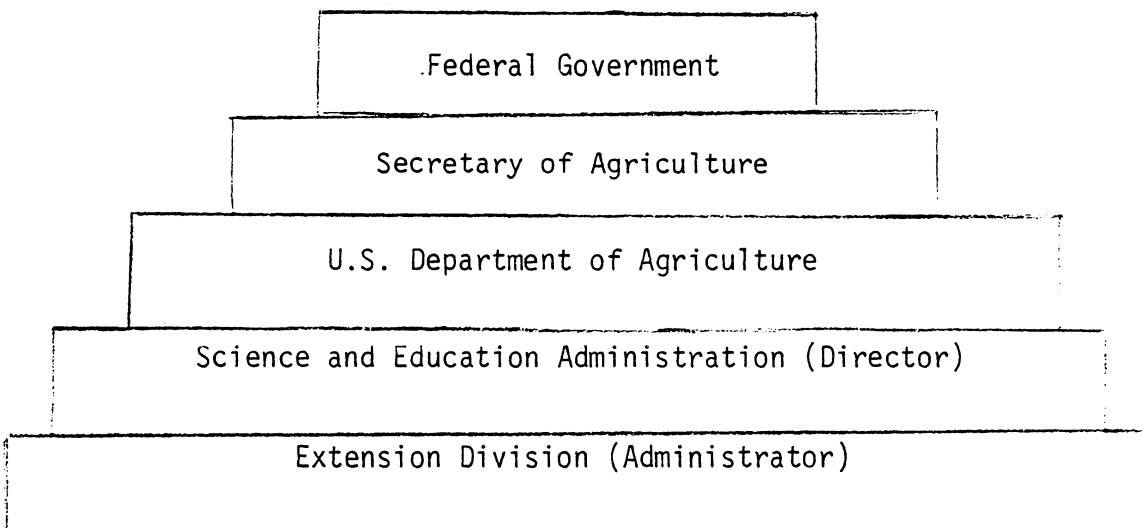 Federal Government
Secretary of Agriculture
U.S. Department of Agriculture
Science and Education Administration (Director)
Extension Division (Administrator)